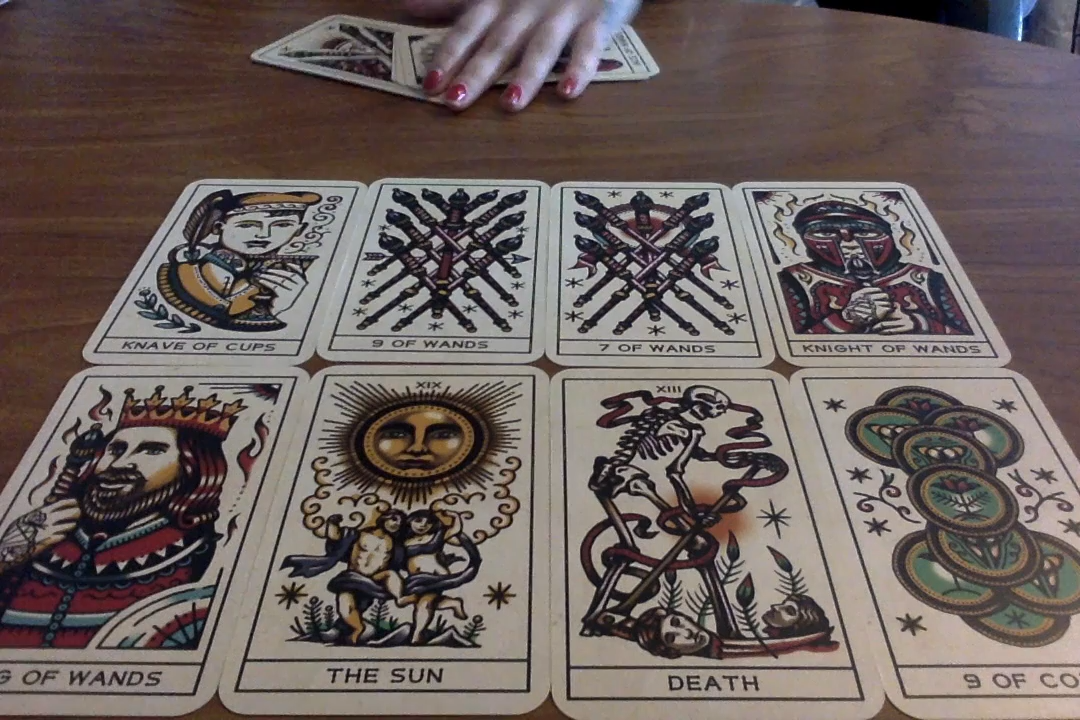 KNAVE OF CUPS
9 OF WANDS
7 OF WANDS
KNIGHT OF WANDS
XIX
XIII
G OF WANDS
THE SUN
DEATH
9 OF CO